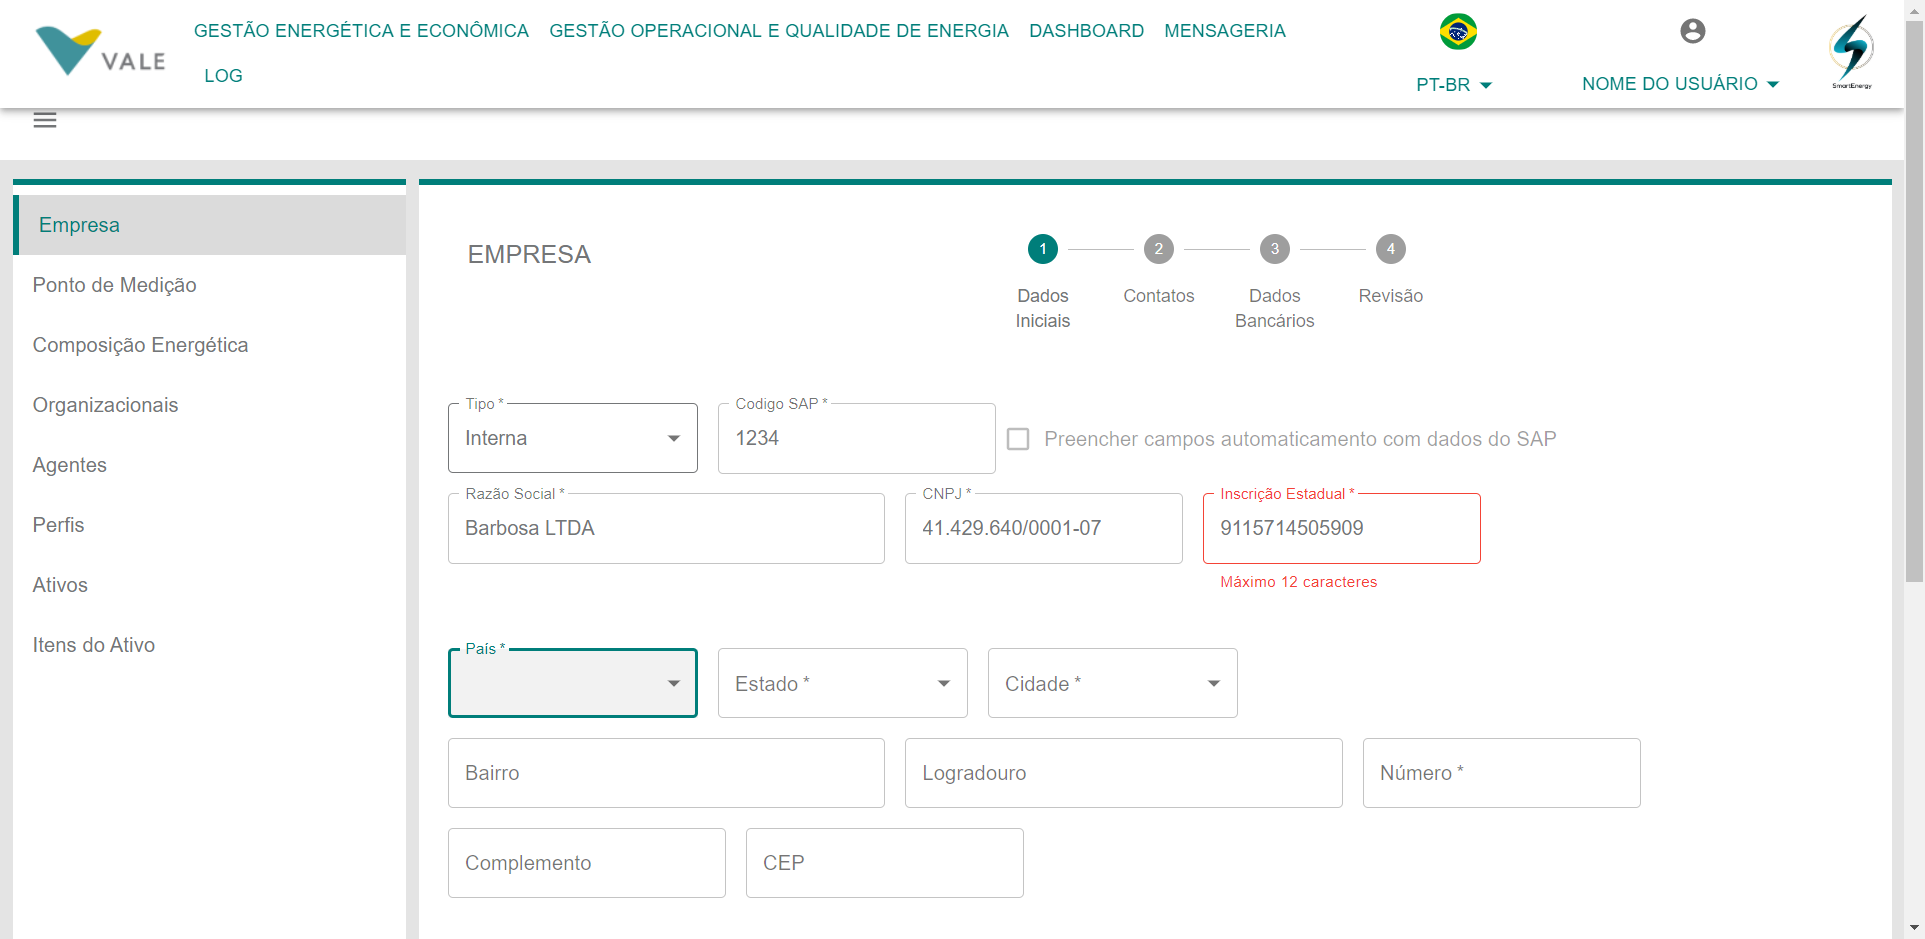 VALE
GESTÃO ENERGÉTICA E ECONÔMICA
GESTÃO OPERACIONAL E QUALIDADE DE ENERGIA
DASHBOARD
MENSAGERIA
LOG
PT-BR
NOME DO USUÁRIO
SmartEnergy
Empresa
Ponto de Medição
Composição Energética
Organizacionais
Agentes
Perfis
Ativos
Itens do Ativo
EMPRESA
1
2
3
4
Dados
Iniciais
Contatos
Dados
Bancários
Revisão
Tipo *
Interna
Codigo SAP *
1234
Preencher campos automaticamento com dados do SAP
Razão Social *
Barbosa LTDA
CNPJ *
41.429.640/0001-07
Inscrição Estadual *
9115714505909
Máximo 12 caracteres
País *
Estado *
Cidade *
Bairro
Logradouro
Número *
Complemento
CEP